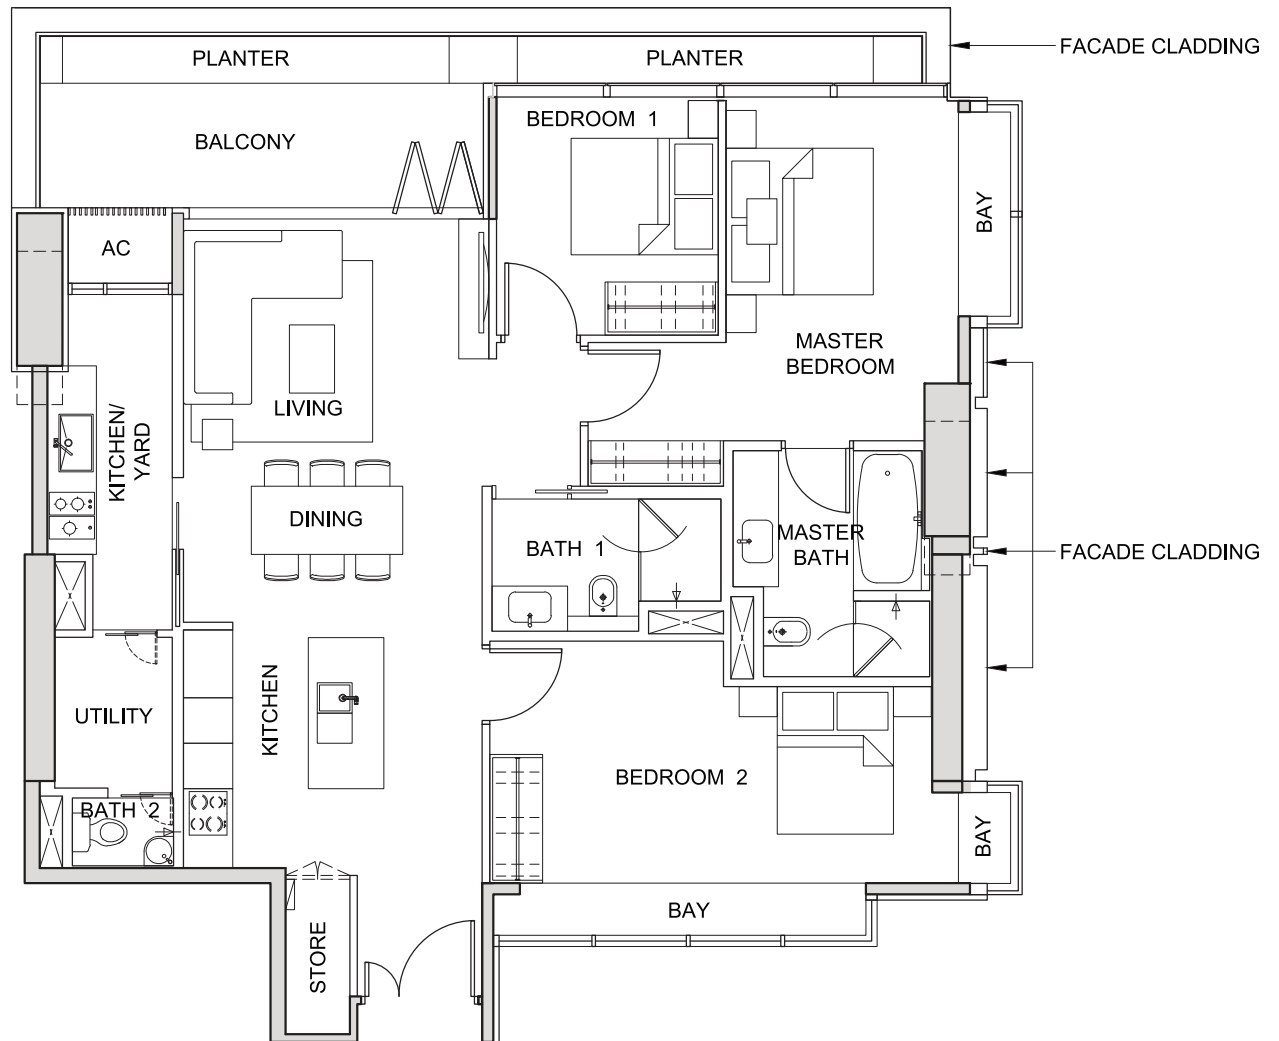 PLANTER
PLANTER
FACADE CLADDING
BEDROOM 1
BALCONY
BAY
AC
MASTER
BEDROOM
LIVING
KITCHEN/
YARD
DINING
BATH 1
MASTER
BATH
FACADE CLADDING
UTILITY
KITCHEN
BEDROOM 2
BATH 2
BAY
BAY
STORE